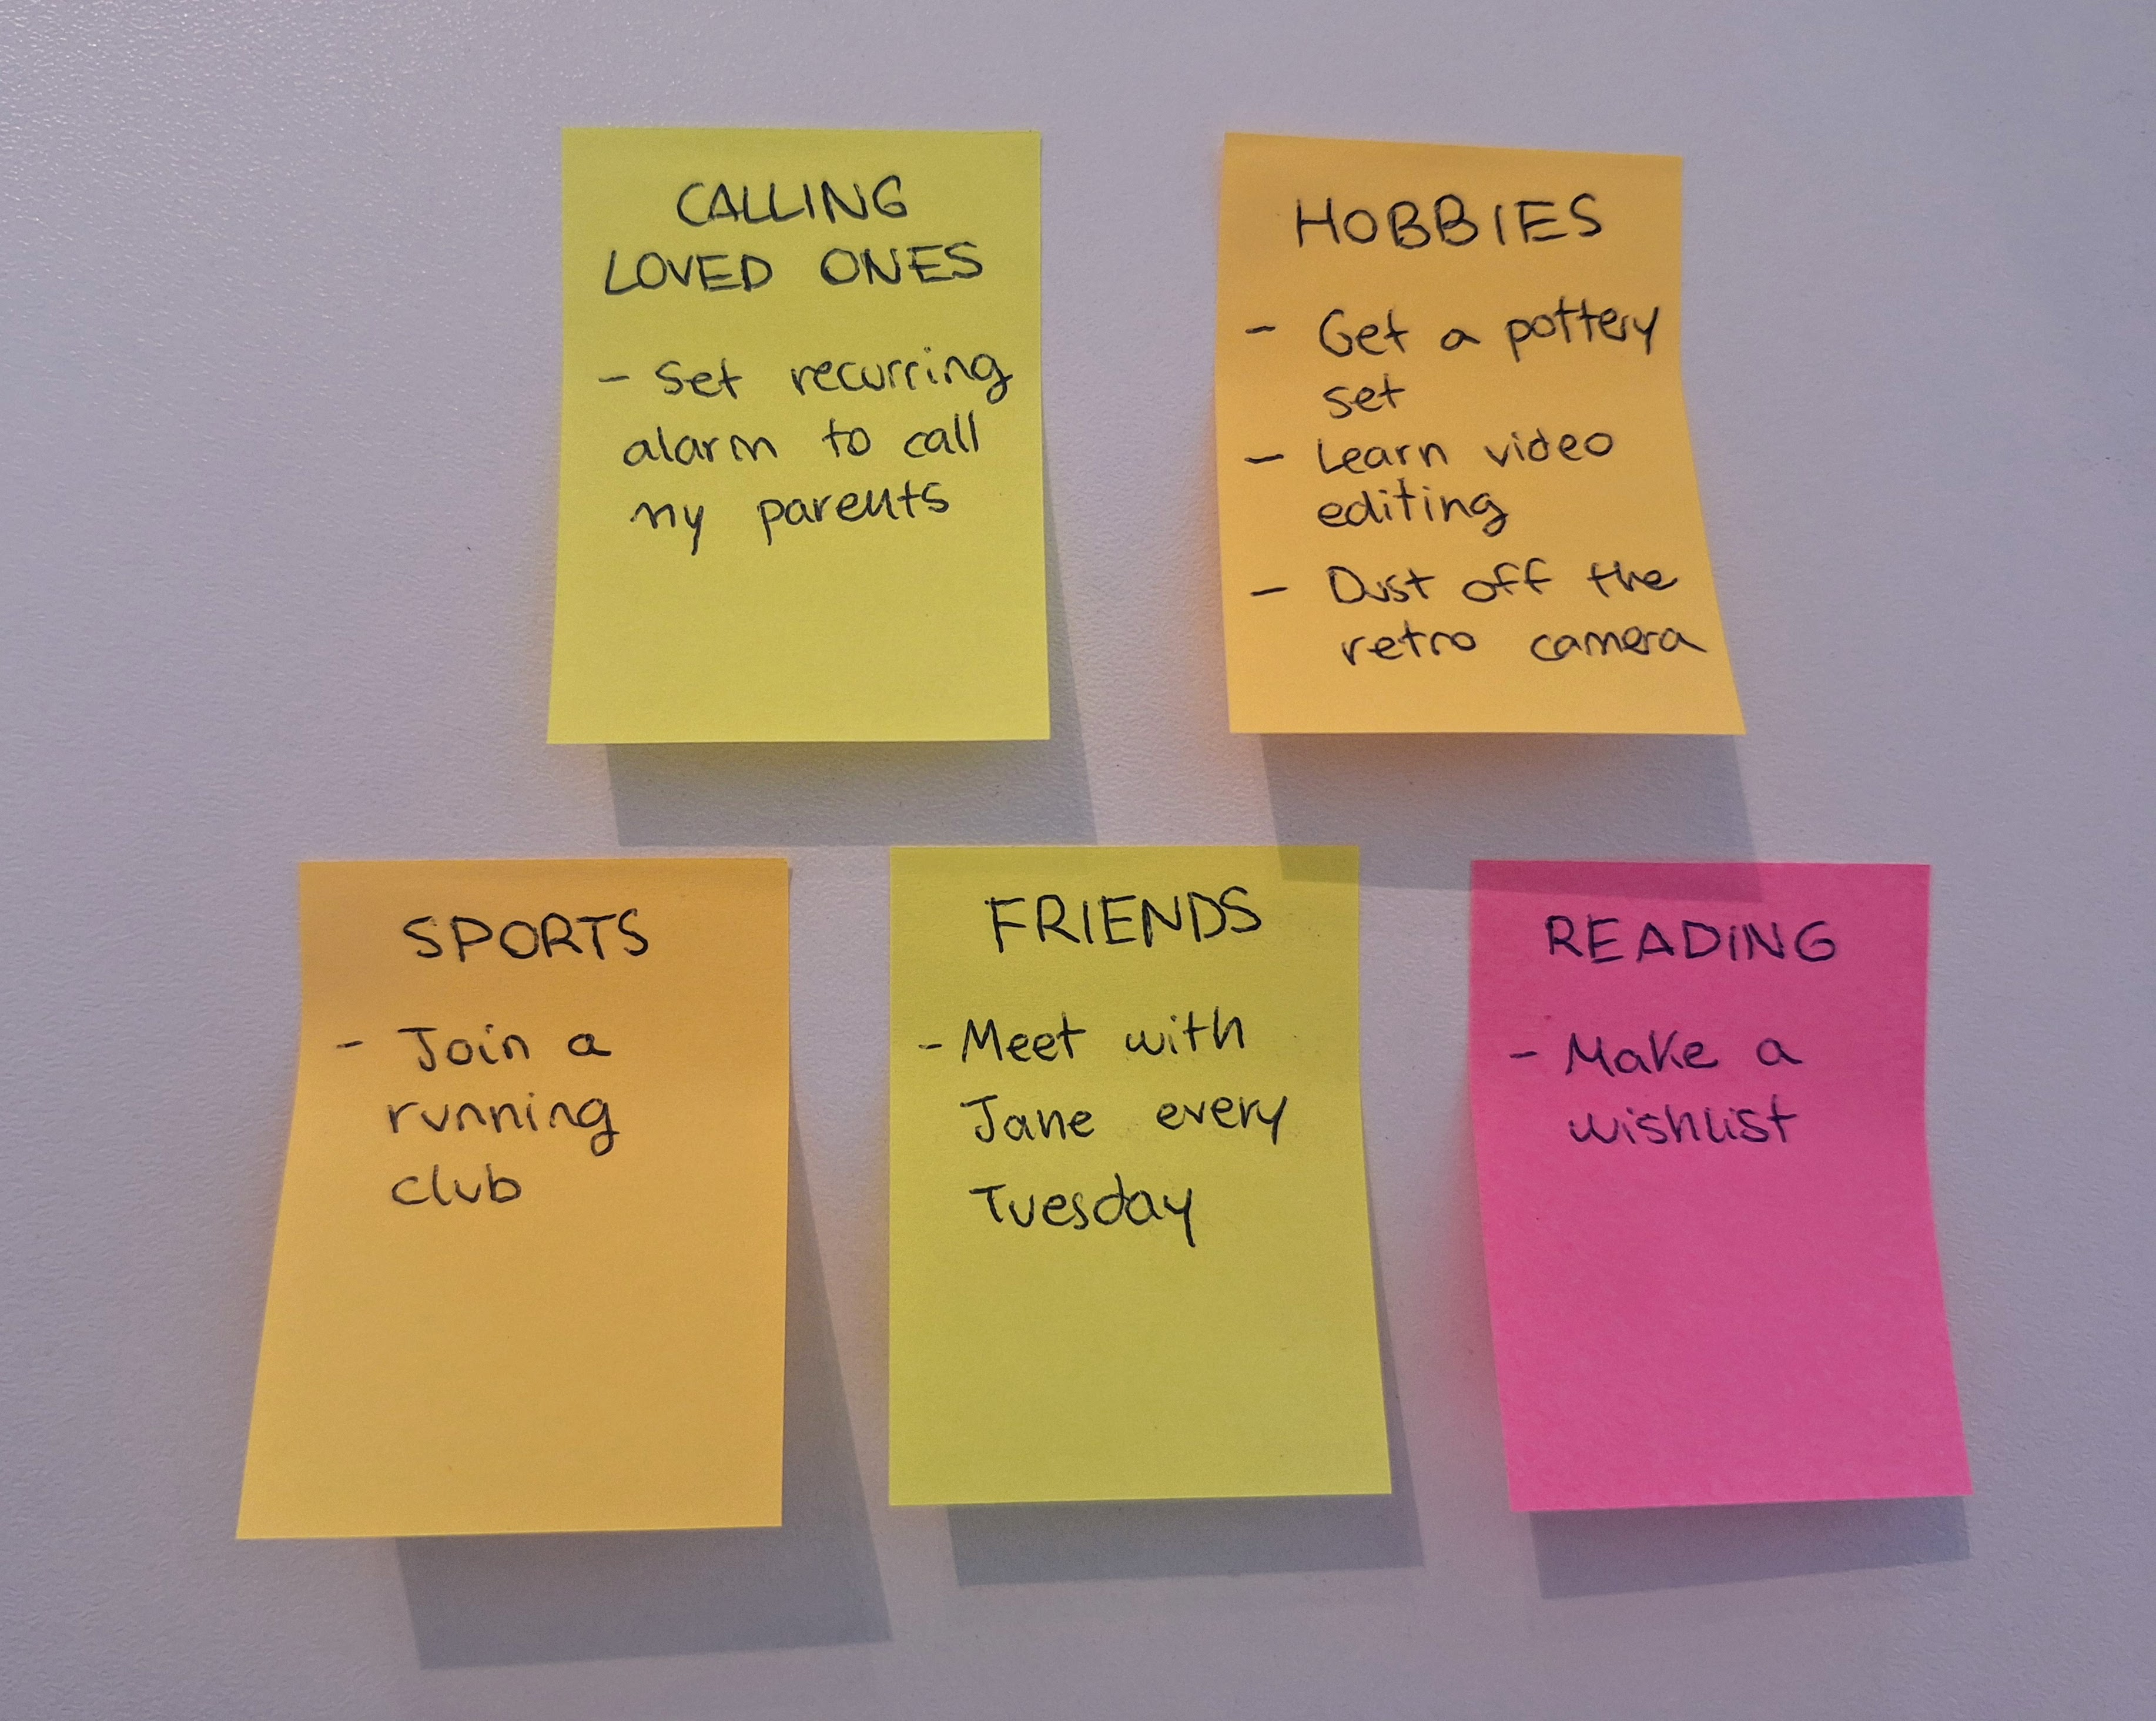 CALLING
LOVED ONES
- Set recurring
alarm to call
my parents
HOBBIES
- Get a pottery
set
- Learn video
editing
- Dust off the
retro camera
SPORTS
- Join a
running
club
FRIENDS
- Meet with
Jane every
Tuesday
READING
- Make a
wishlist